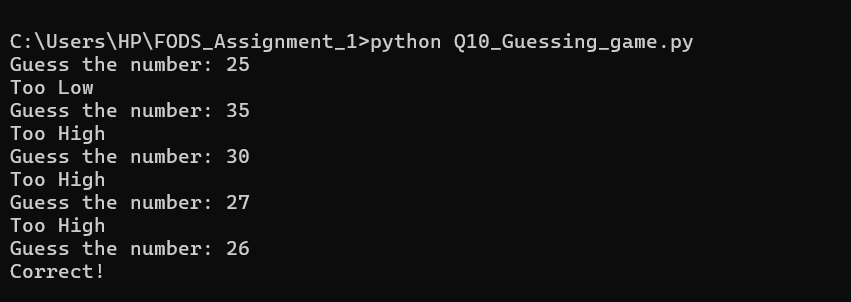 C:\Users\HP\FODS_Assignment_1>python Q10_Guessing_game.py
Guess the number: 25
Too Low
Guess the number: 35
Too High
Guess the number: 30
Too High
Guess the number: 27
Too High
Guess the number: 26
Correct!